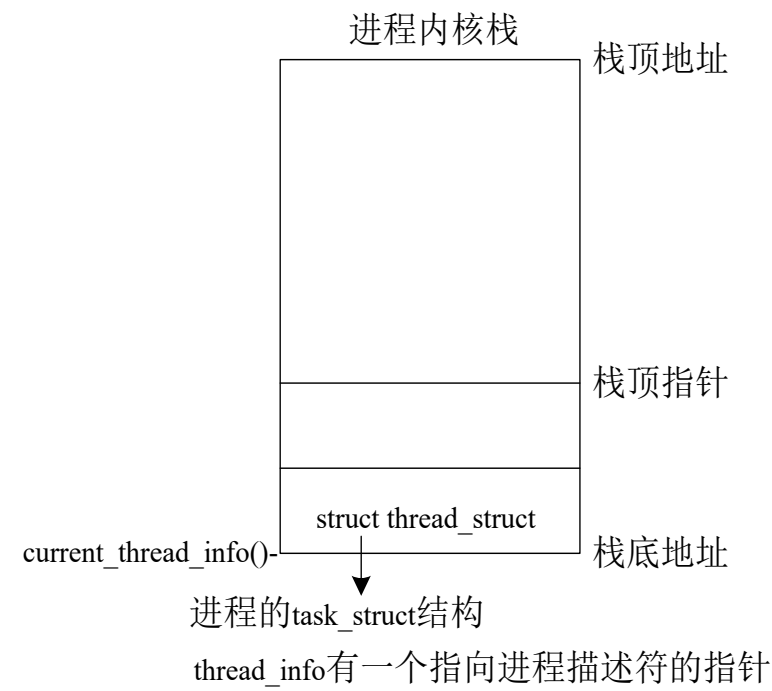 进程内核栈
栈顶地址
栈顶指针
struct thread_struct
current_thread_info()-
栈底地址
进程的task_struct结构
thread_info有一个指向进程描述符的指针